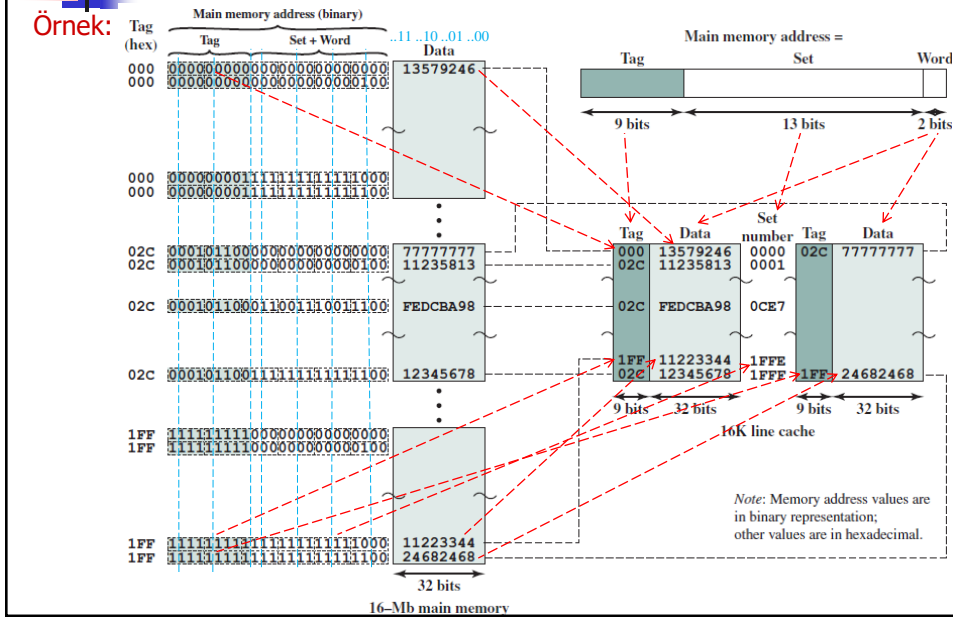 Örnek:
Tag
(hex)
Main memory address (binary)
Tag Set + Word
..11 ..10 ..01 ..00
Data
000 000000000000000000000000 13579246
000 000000000000000000000100
000 000000001111111111111000
000 000000001111111111111100
02C 000101100000000000000000 77777777
02C 000101100000000000000100 11235813
02C 000101100011001110011100 FEDCBA98
02C 000101100111111111111100 12345678
1FF 111111111000000000000000
1FF 111111111000000000000100
1FF 111111111111111111111000 11223344
1FF 111111111111111111111100 24682468
32 bits
16–Mb main memory
Main memory address =
Tag Set Word
9 bits 13 bits 2 bits
Set
Tag Data number Tag Data
000 13579246 0000 02C 77777777
02C 11235813 0001
02C FEDCBA98 0CE7
1FF 11223344 1FFE
02C 12345678 1FFE 1FF 24682468
9 bits 32 bits 9 bits 32 bits
16K line cache
Note: Memory address values are
in binary representation;
other values are in hexadecimal.